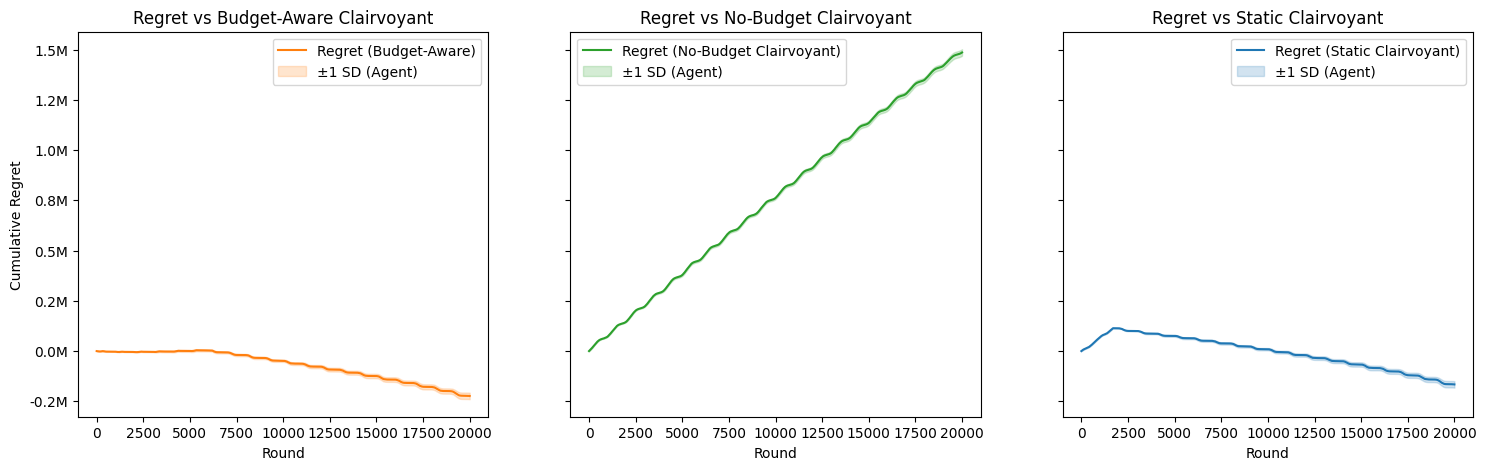 Regret vs Budget-Aware Clairvoyant
Regret (Budget-Aware)
±1 SD (Agent)
Cumulative Regret
1.5M
1.2M
1.0M
0.8M
0.5M
0.2M
0.0M
-0.2M
0 2500 5000 7500 10000 12500 15000 17500 20000
Round
Regret vs No-Budget Clairvoyant
Regret (No-Budget Clairvoyant)
±1 SD (Agent)
0 2500 5000 7500 10000 12500 15000 17500 20000
Round
Regret vs Static Clairvoyant
Regret (Static Clairvoyant)
±1 SD (Agent)
0 2500 5000 7500 10000 12500 15000 17500 20000
Round